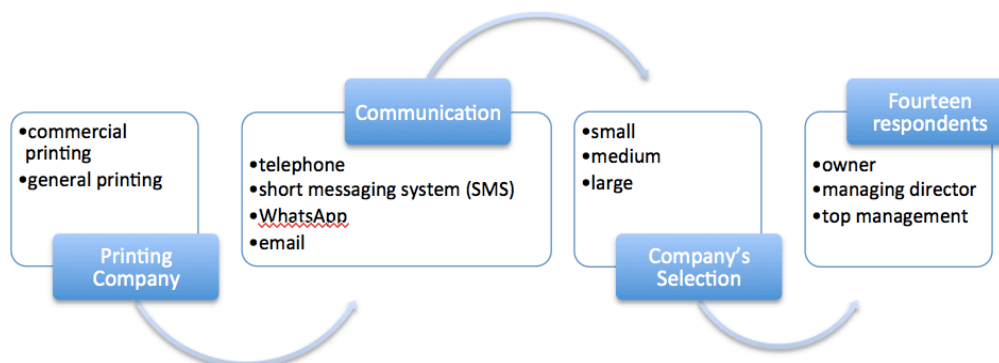 •commercial
printing
•general printing
Printing
Company
Communication
•telephone
•short messaging system (SMS)
•WhatsApp
•email
•small
•medium
•large
Company's
Selection
Fourteen
respondents
•owner
•managing director
•top management